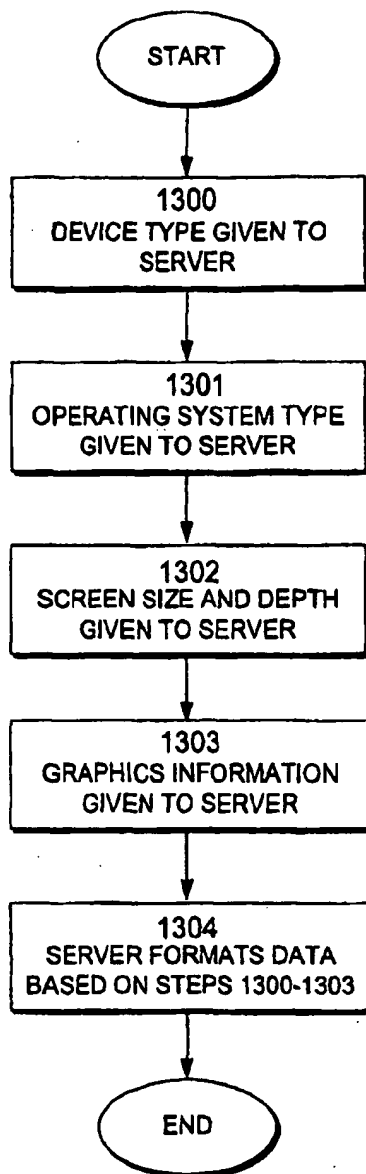 START
1300
DEVICE TYPE GIVEN TO
SERVER
1301
OPERATING SYSTEM TYPE
GIVEN TO SERVER
1302
SCREEN SIZE AND DEPTH
GIVEN TO SERVER
1303
GRAPHICS INFORMATION
GIVEN TO SERVER
1304
SERVER FORMATS DATA
BASED ON STEPS 1300-1303
END